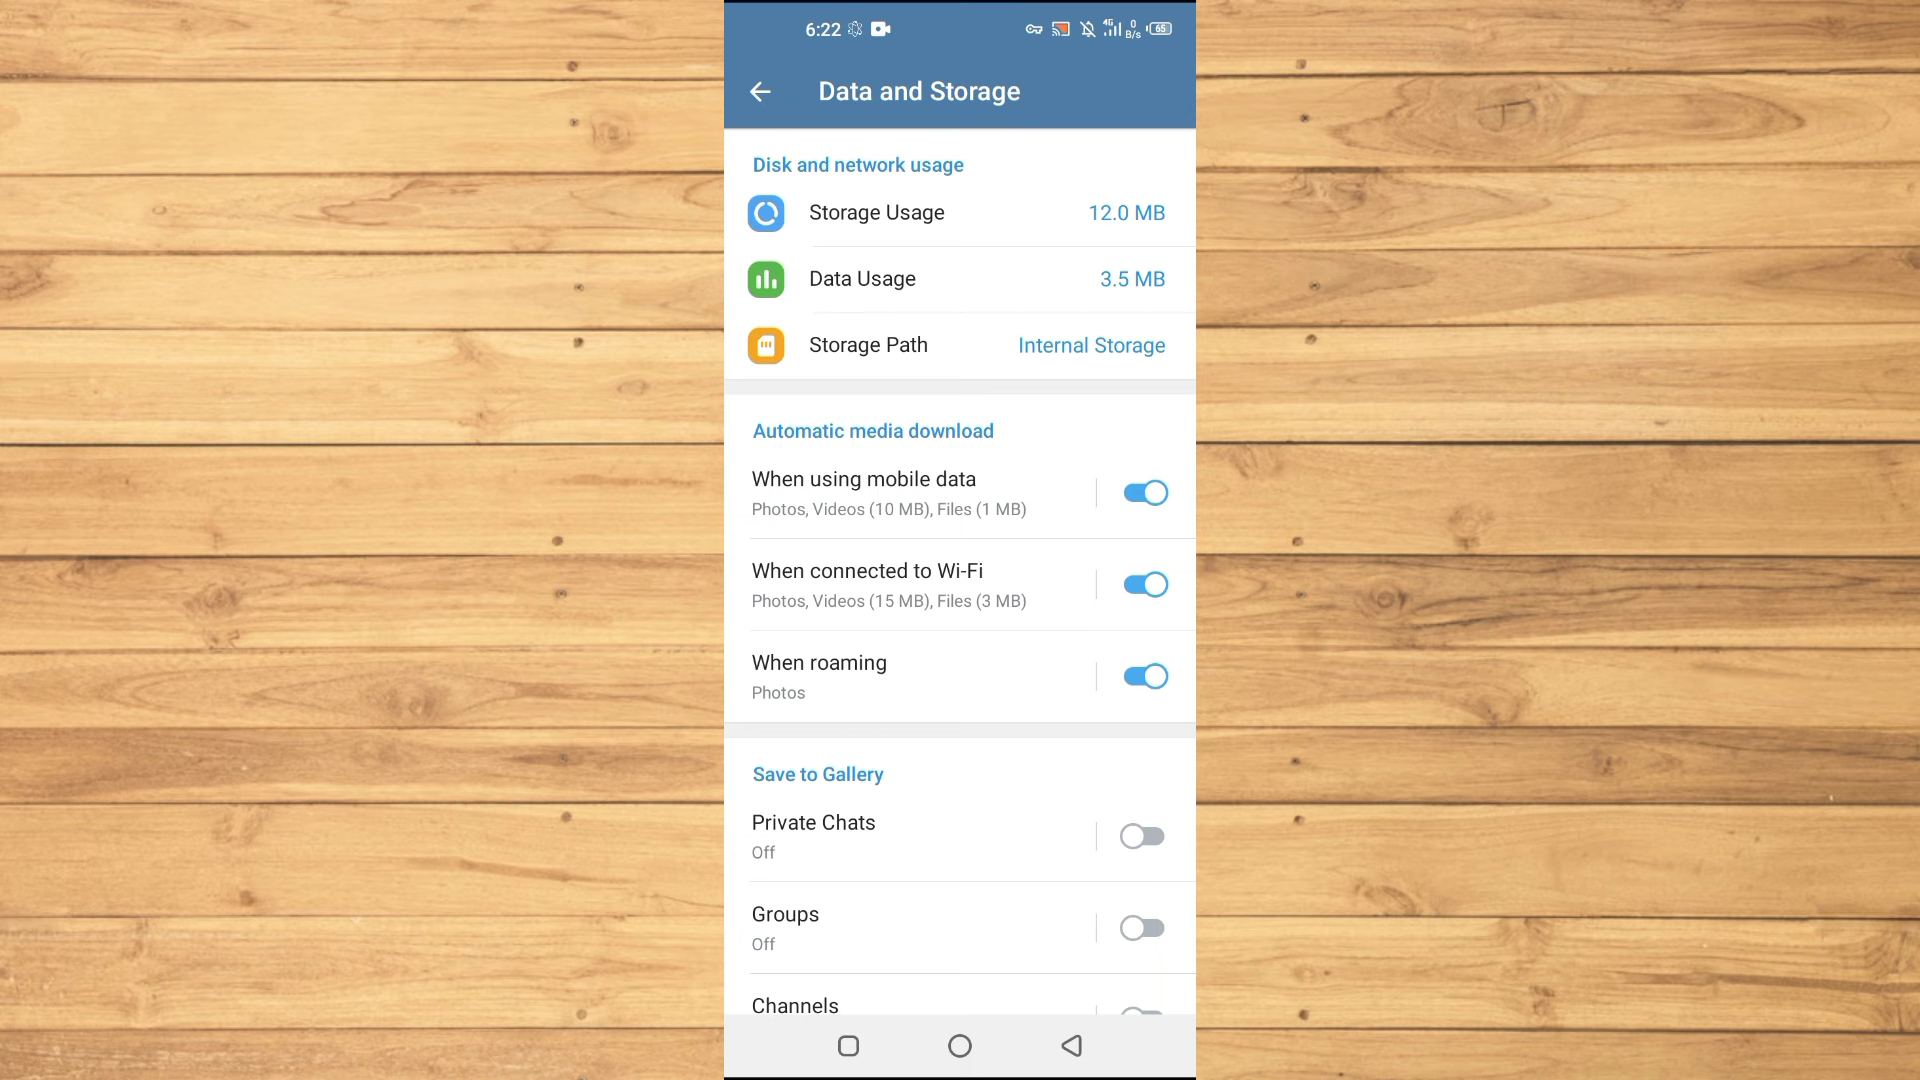 6:22
4G
0
B/s
65
Data and Storage
Disk and network usage
Storage Usage
12.0 MB
Data Usage
3.5 MB
Storage Path
Internal Storage
Automatic media download
When using mobile data
Photos, Videos (10 MB), Files (1 MB)
When connected to Wi-Fi
Photos, Videos (15 MB), Files (3 MB)
When roaming
Photos
Save to Gallery
Private Chats
Off
Groups
Off
Channels